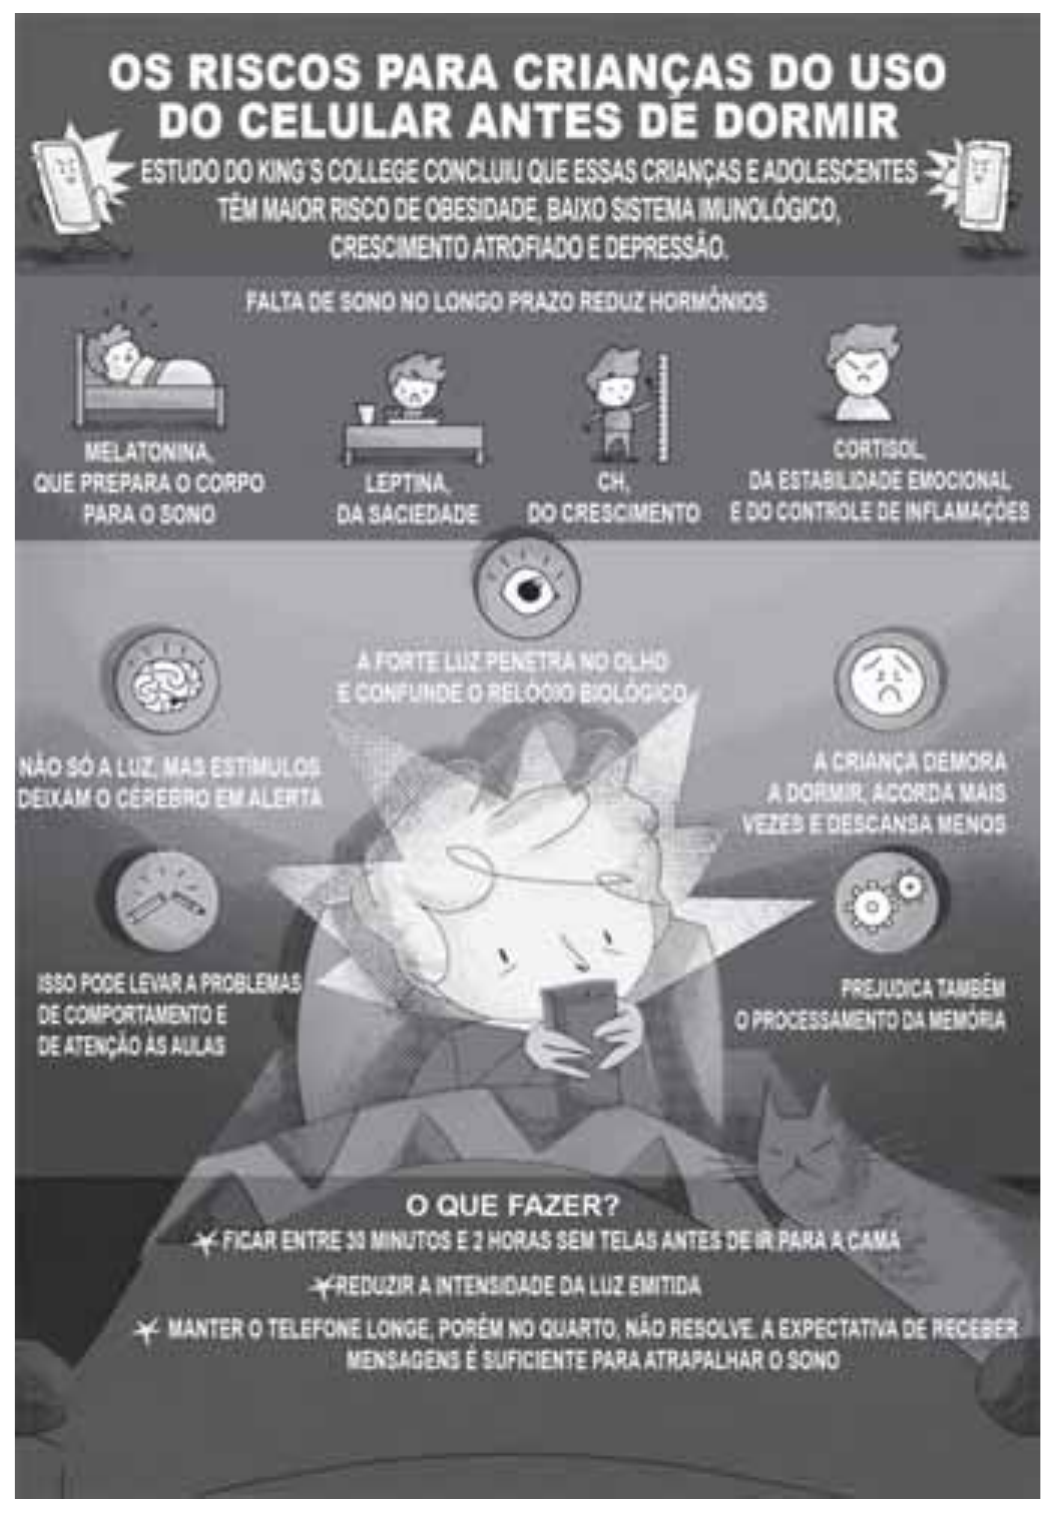 OS RISCOS PARA CRIANÇAS DO USO
DO CELULAR ANTES DE DORMIR
ESTUDO DO KING'S COLLEGE CONCLUIU QUE ESSAS CRIANÇAS E ADOLESCENTES
TÊM MAIOR RISCO DE OBESIDADE, BAIXO SISTEMA IMUNOLÓGICO,
CRESCIMENTO ATROFIADO E DEPRESSÃO.
FALTA DE SONO NO LONGO PRAZO REDUZ HORMÔNIOS
MELATONINA,
QUE PREPARA O CORPO
PARA O SONO
LEPTINA,
DA SACIEDADE
CH,
DO CRESCIMENTO
CORTISOL,
DA ESTABILIDADE EMOCIONAL
E DO CONTROLE DE INFLAMAÇÕES
A FORTE LUZ PENETRA NO OLHO
E CONFUNDE O RELÓGIO BIOLÓGICO
NÃO SÓ A LUZ, MAS ESTÍMULOS
DEIXAM O CÉREBRO EM ALERTA
A CRIANÇA DEMORA
A DORMIR, ACORDA MAIS
VEZES E DESCANSA MENOS
ISSO PODE LEVAR A PROBLEMAS
DE COMPORTAMENTO E
DE ATENÇÃO ÀS AULAS
PREJUDICA TAMBÉM
O PROCESSAMENTO DA MEMÓRIA
O QUE FAZER?
FICAR ENTRE 30 MINUTOS E 2 HORAS SEM TELAS ANTES DE IR PARA A CAMA
REDUZIR A INTENSIDADE DA LUZ EMITIDA
MANTER O TELEFONE LONGE, PORÉM NO QUARTO, NÃO RESOLVE. A EXPECTATIVA DE RECEBER
MENSAGENS É SUFICIENTE PARA ATRAPALHAR O SONO